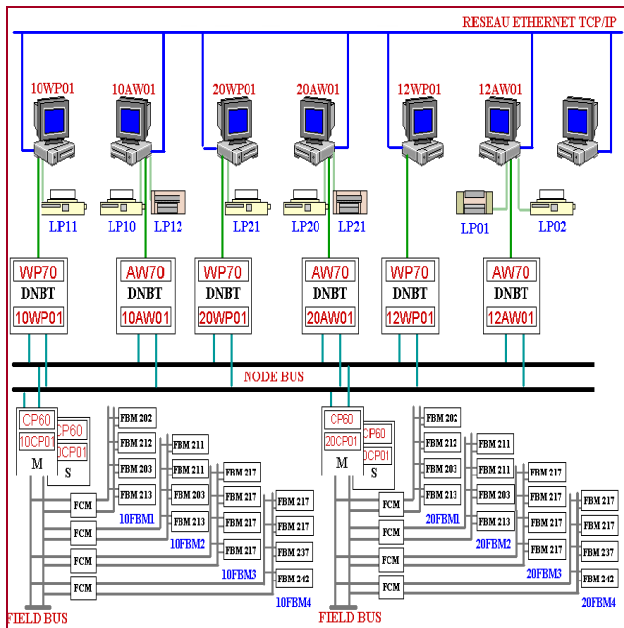 RESEAU ETHERNET TCP/IP
10WP01 10AW01 20WP01 20AW01 12WP01 12AW01
LP11 LP10 LP12 LP21 LP20 LP21 LP01 LP02
WP70 AW70 WP70 AW70 WP70 AW70
DNBT DNBT DNBT DNBT DNBT DNBT
10WP01 10AW01 20WP01 20AW01 12WP01 12AW01
NODE BUS
CP60
10CP01
M
CP60
0CP01
S
FCM
FCM
FCM
FCM
FBM 202
FBM 212
FBM 203
FBM 213
10FBM1
FBM 211
FBM 211
FBM 203
FBM 213
10FBM2
FBM 217
FBM 217
FBM 217
FBM 217
10FBM3
FBM 217
FBM 217
FBM 237
FBM 242
10FBM4
FIELD BUS
CP60
20CP01
M
CP60
0CP01
S
FCM
FCM
FCM
FCM
FBM 202
FBM 212
FBM 203
FBM 213
20FBM1
FBM 211
FBM 211
FBM 203
FBM 213
20FBM2
FBM 217
FBM 217
FBM 217
FBM 217
20FBM3
FBM 217
FBM 217
FBM 237
FBM 242
20FBM4
FIELD BUS